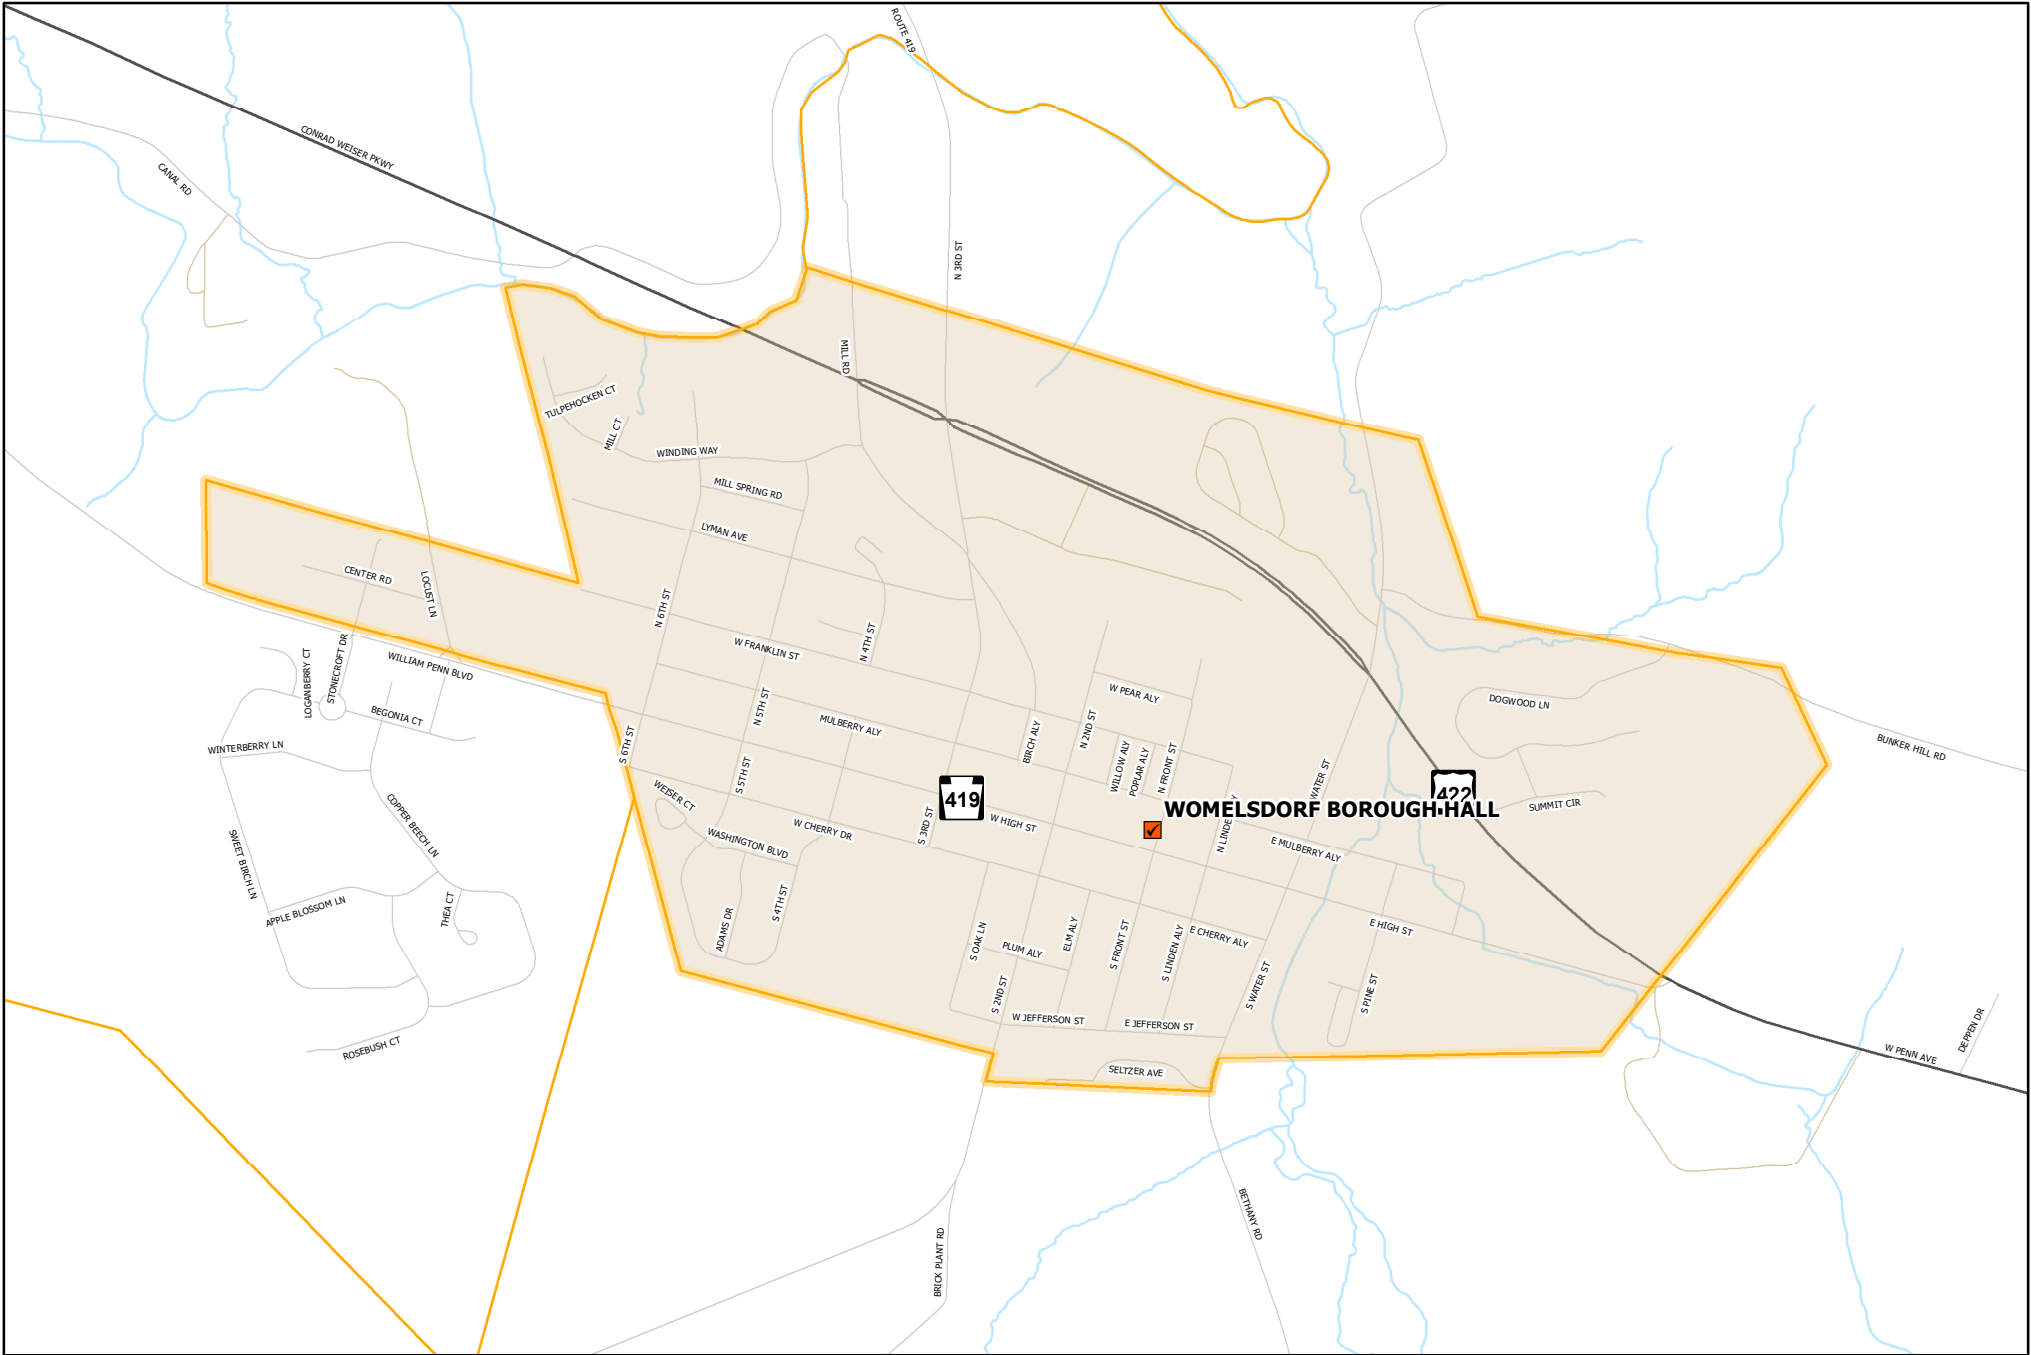 ROUTE 419
CONRAD WEISER PKWY
CANAL RD
N 3RD ST
MILL RD
TULPEHOCKEN CT
MILL CT
WINDING WAY
MILL SPRING RD
LYMAN AVE
CENTER RD
LOCUST LN
N 6TH ST
N 4TH ST
W FRANKLIN ST
LOGANBERRY CT
STONECROFT DR
WILLIAM PENN BLVD
W PEAR ALY
DOGWOOD LN
BEGONIA CT
N 5TH ST
MULBERRY ALY
BIRCH ALY
N 2ND ST
S 6TH ST
WINTERBERRY LN
BUNKER HILL RD
WILLOW ALY
POPLAR ALY
N FRONT ST
S 5TH ST
WATER ST
WEISER CT
419
422
WOMELSDORF BOROUGH HALL
SUMMIT CIR
COPPER BEECH LN
W CHERRY DR
S 3RD ST
W HIGH ST
WASHINGTON BLVD
E MULBERRY ALY
SWEET BIRCH LN
APPLE BLOSSOM LN
THEA CT
ADAMS DR
S 4TH ST
S OAK LN
PLUM ALY
ELM ALY
S FRONT ST
S LINDEN ALY
E CHERRY ALY
E HIGH ST
S 2ND ST
S WATER ST
S PINE ST
W JEFFERSON ST
E JEFFERSON ST
ROSEBUSH CT
SELTZER AVE
W PENN AVE
DEPPEN DR
BETHANY RD
BRICK PLANT RD